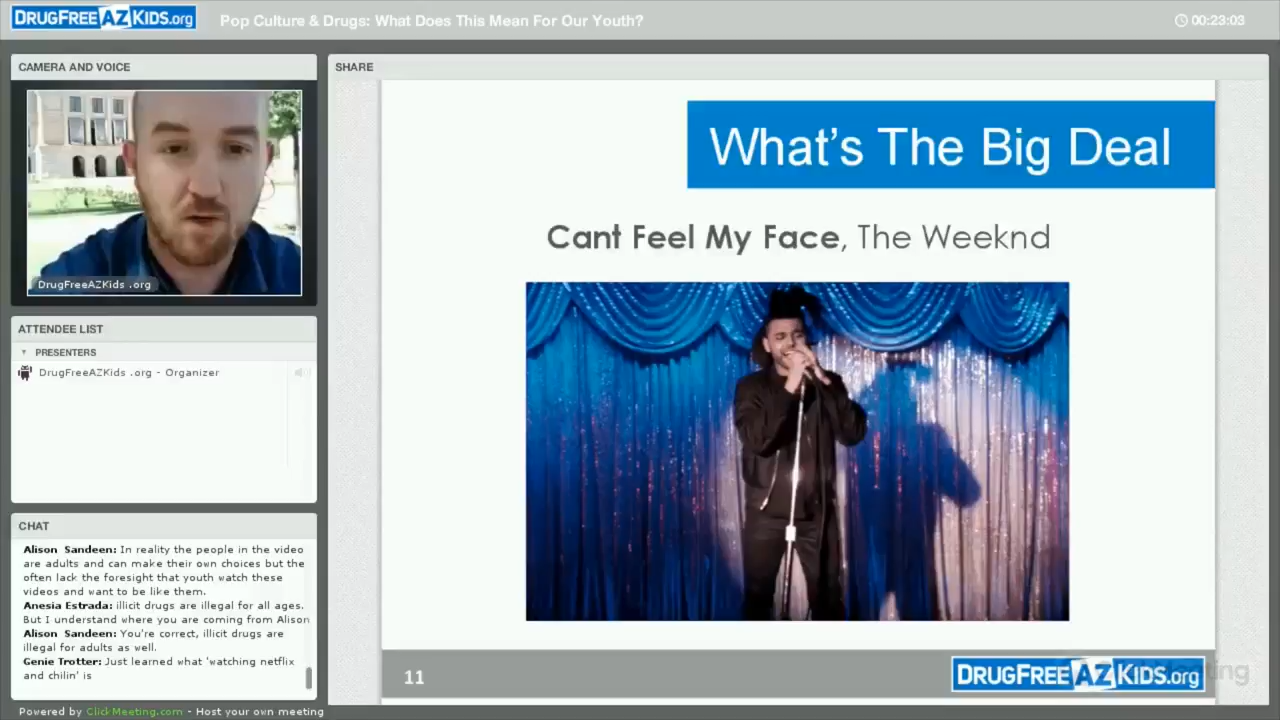 DRUGFREEAZKIDS.org
Pop Culture & Drugs: What Does This Mean For Our Youth?
00:23:03
CAMERA AND VOICE
SHARE
DrugFreeAZKids .org
What's The Big Deal
Cant Feel My Face, The Weeknd
ATTENDEE LIST
PRESENTERS
DrugFreeAZKids .org - Organizer
CHAT
Alison Sandeen: In reality the people in the video
are adults and can make their own choices but the
often lack the foresight that youth watch these
videos and want to be like them.
Anesia Estrada: illicit drugs are illegal for all ages.
But I understand where you are coming from Alison
Alison Sandeen: You're correct, illicit drugs are
illegal for adults as well.
Genie Trotter: Just learned what 'watching netflix
and chilin' is
11
DRUGFREEAZKIDS.org
Powered by ClickMeeting.com - Host your own meeting